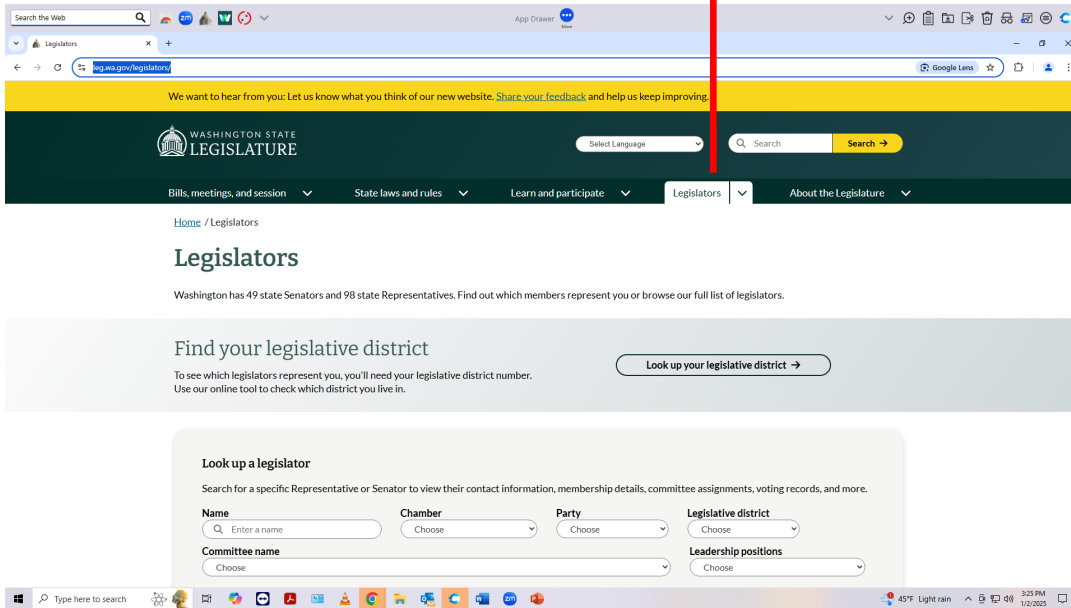 Search the Web
App Drawer
More
Legislators
leg.wa.gov/legislators/
Google Lens
We want to hear from you: Let us know what you think of our new website. Share your feedback and help us keep improving.
WASHINGTON STATE
LEGISLATURE
Select Language
Search
Search →
Bills, meetings, and session
State laws and rules
Learn and participate
Legislators
About the Legislature
Home / Legislators
Legislators
Washington has 49 state Senators and 98 state Representatives. Find out which members represent you or browse our full list of legislators.
Find your legislative district
To see which legislators represent you, you'll need your legislative district number.
Use our online tool to check which district you live in.
Look up your legislative district →
Look up a legislator
Search for a specific Representative or Senator to view their contact information, membership details, committee assignments, voting records, and more.
Name
Chamber
Party
Legislative district
Enter a name
Choose
Choose
Choose
Committee name
Leadership positions
Choose
Choose
Type here to search
45°F Light rain
3:25 PM
1/2/2025